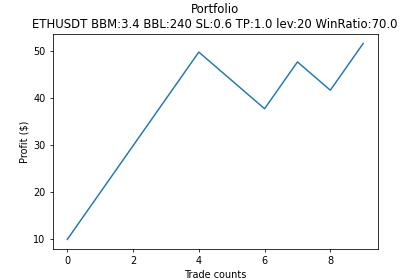 Portfolio
ETHUSDT BBM:3.4 BBL:240 SL:0.6 TP:1.0 lev:20 WinRatio:70.0
50
40
30
20
10
Profit ($)
0 2 4 6 8
Trade counts